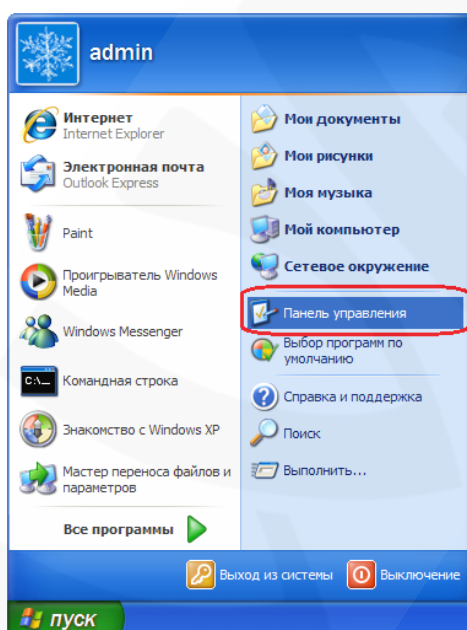 admin
Интернет
Internet Explorer
Электронная почта
Outlook Express
Paint
Проигрыватель Windows
Media
Windows Messenger
C:\_
Командная строка
Знакомство с Windows XP
Мастер переноса файлов и
параметров
Все программы
Мои документы
Мои рисунки
Моя музыка
Мой компьютер
Сетевое окружение
Панель управления
Выбор программ по
умолчанию
Справка и поддержка
Поиск
Выполнить...
Выход из системы
Выключение
пуск